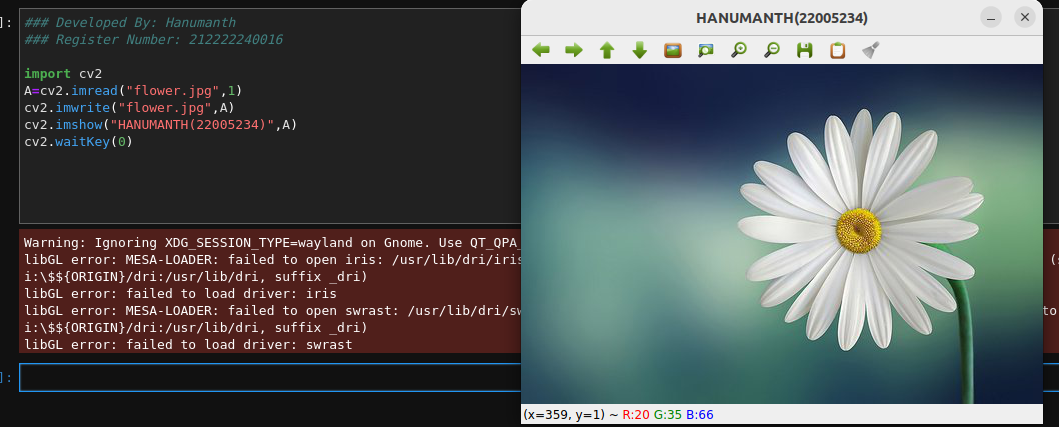 ]:
### Developed By: Hanumanth
### Register Number: 212222240016
import cv2
A=cv2.imread("flower.jpg",1)
cv2.imwrite("flower.jpg",A)
cv2.imshow("HANUMANTH(22005234)",A)
cv2.waitKey(0)
Warning: Ignoring XDG_SESSION_TYPE=wayland on Gnome. Use QT_QPA_
libGL error: MESA-LOADER: failed to open iris: /usr/lib/dri/iris (s
i:\$${ORIGIN}/dri:/usr/lib/dri, suffix _dri)
libGL error: failed to load driver: iris
libGL error: MESA-LOADER: failed to open swrast: /usr/lib/dri/sw to
i:\$${ORIGIN}/dri:/usr/lib/dri, suffix _dri)
libGL error: failed to load driver: swrast
]:
HANUMANTH(22005234)
(x=359, y=1) ~ R:20 G:35 B:66